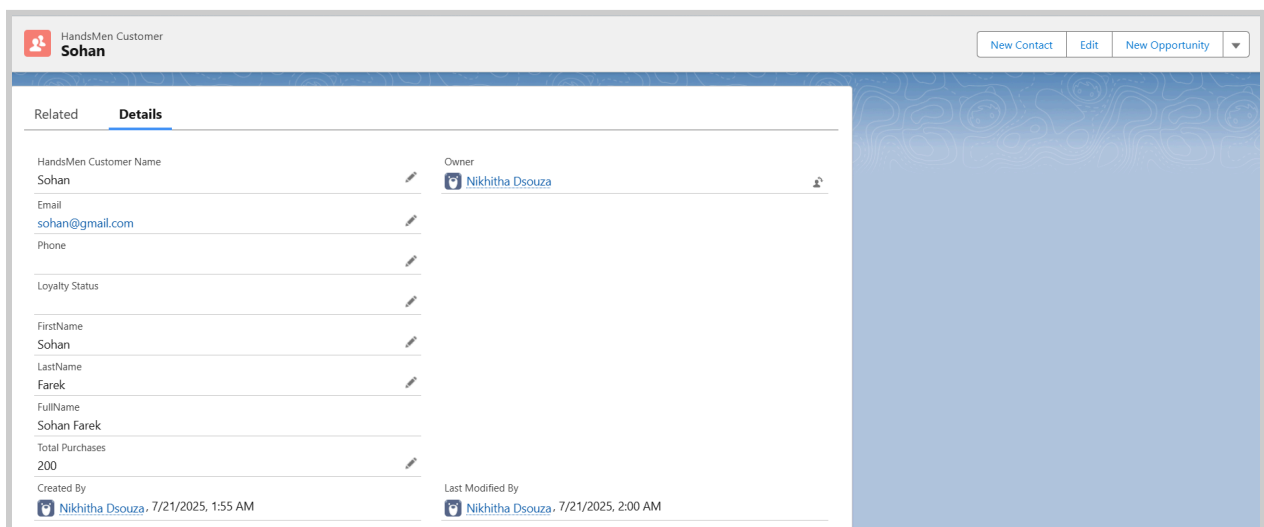 HandsMen Customer
Sohan
New Contact
Edit
New Opportunity
Related
Details
HandsMen Customer Name
Sohan
Owner
Nikhitha Dsouza
Email
sohan@gmail.com
Phone
Loyalty Status
FirstName
Sohan
LastName
Farek
FullName
Sohan Farek
Total Purchases
200
Created By
Nikhitha Dsouza, 7/21/2025, 1:55 AM
Last Modified By
Nikhitha Dsouza, 7/21/2025, 2:00 AM